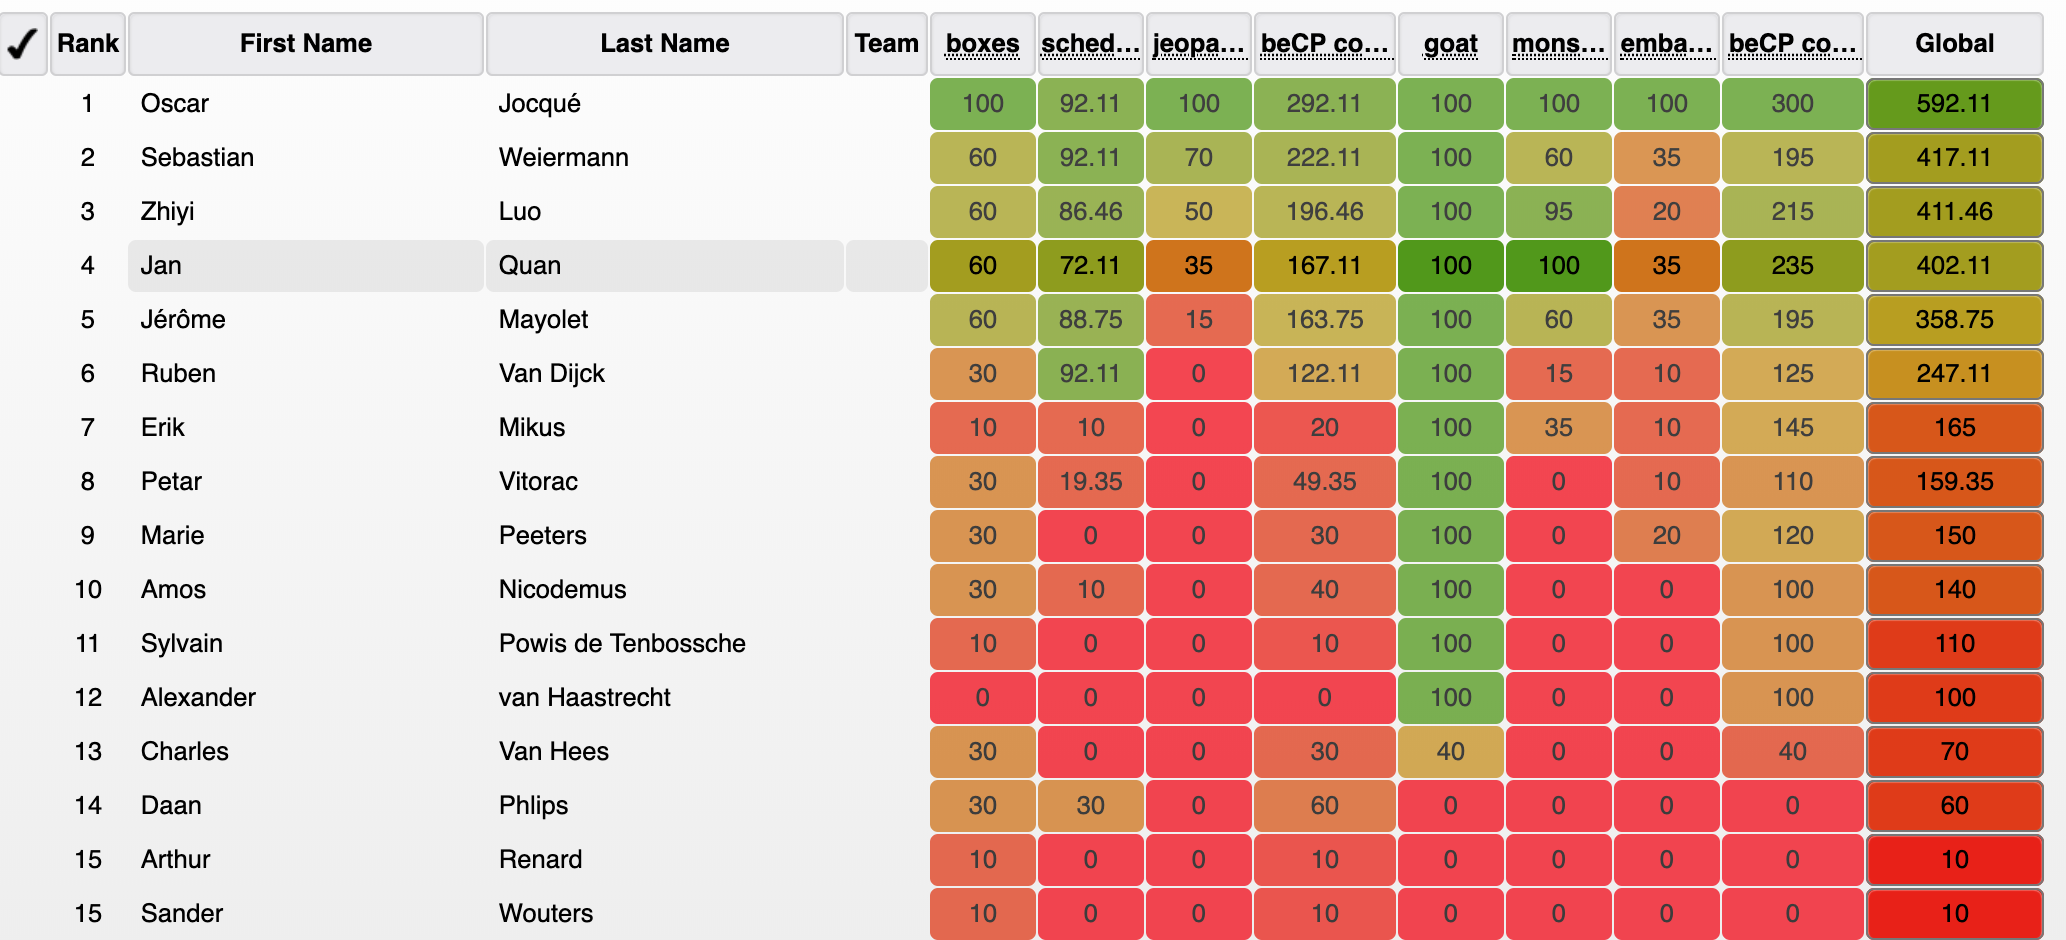 ✓ Rank First Name Last Name Team boxes sched... jeopa... beCP co... goat mons... emba... beCP co... Global
1 Oscar Jocqué 100 92.11 100 292.11 100 100 100 300 592.11
2 Sebastian Weiermann 60 92.11 70 222.11 100 60 35 195 417.11
3 Zhiyi Luo 60 86.46 50 196.46 100 95 20 215 411.46
4 Jan Quan 60 72.11 35 167.11 100 100 35 235 402.11
5 Jérôme Mayolet 60 88.75 15 163.75 100 60 35 195 358.75
6 Ruben Van Dijck 30 92.11 0 122.11 100 15 10 125 247.11
7 Erik Mikus 10 10 0 20 100 35 10 145 165
8 Petar Vitorac 30 19.35 0 49.35 100 0 10 110 159.35
9 Marie Peeters 30 0 0 30 100 0 20 120 150
10 Amos Nicodemus 30 10 0 40 100 0 0 100 140
11 Sylvain Powis de Tenbossche 10 0 0 10 100 0 0 100 110
12 Alexander van Haastrecht 0 0 0 0 100 0 0 100 100
13 Charles Van Hees 30 0 0 30 40 0 0 40 70
14 Daan Phlips 30 30 0 60 0 0 0 0 60
15 Arthur Renard 10 0 0 10 0 0 0 0 10
15 Sander Wouters 10 0 0 10 0 0 0 0 10